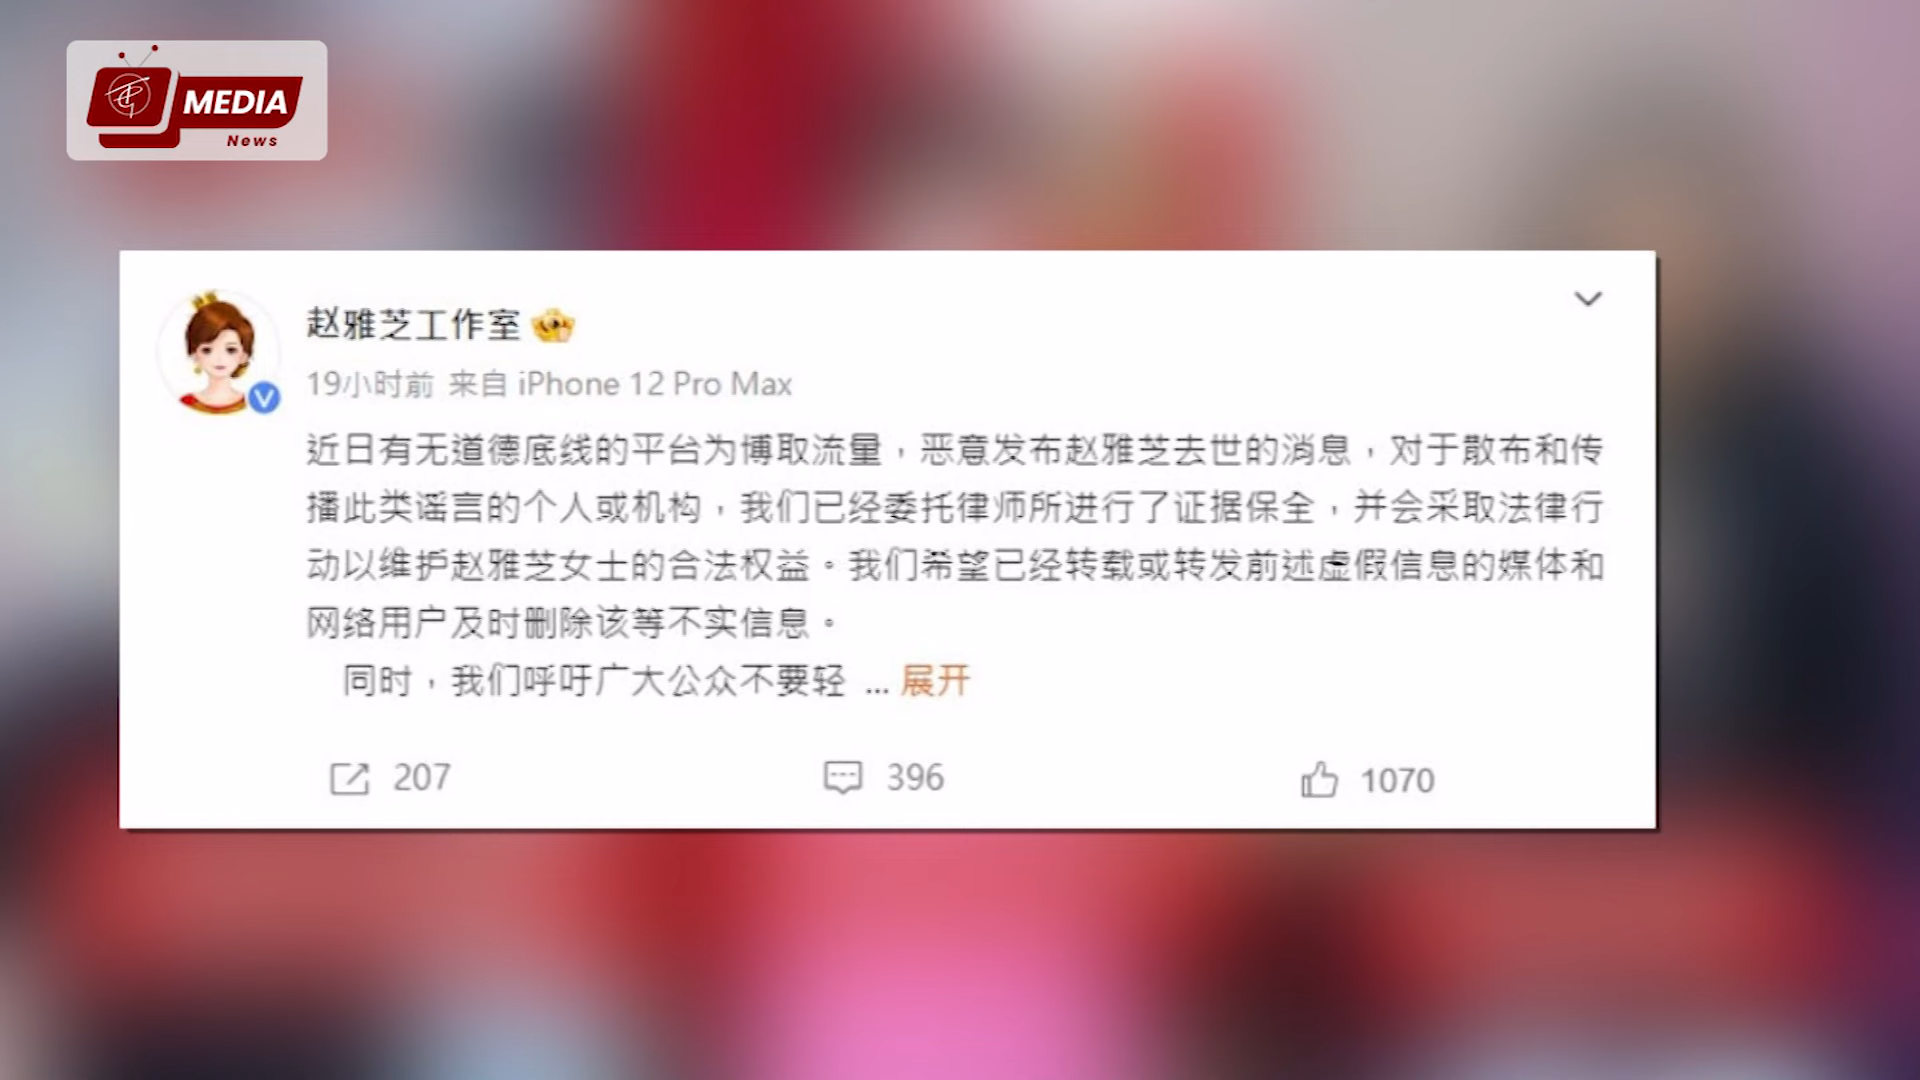 MEDIA
News
赵雅芝工作室
19小时前 来自 iPhone 12 Pro Max
近日有无道德底线的平台为博取流量，恶意发布赵雅芝去世的消息，对于散布和传
播此类谣言的个人或机构，我们已经委托律师所进行了证据保全，并会采取法律行
动以维护赵雅芝女士的合法权益。我们希望已经转载或转发前述虚假信息的媒体和
网络用户及时删除该等不实信息。
同时，我们呼吁广大公众不要轻 ... 展开
207 396 1070